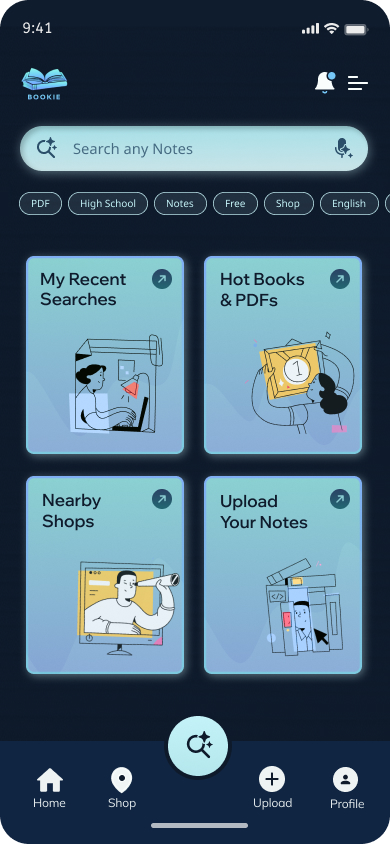 9:41
BOOKIE
Search any Notes
PDF
High School
Notes
Free
Shop
English
My Recent
Searches
Hot Books
& PDFs
1
Nearby
Shops
Upload
Your Notes
</>
Home
Shop
Upload
Profile